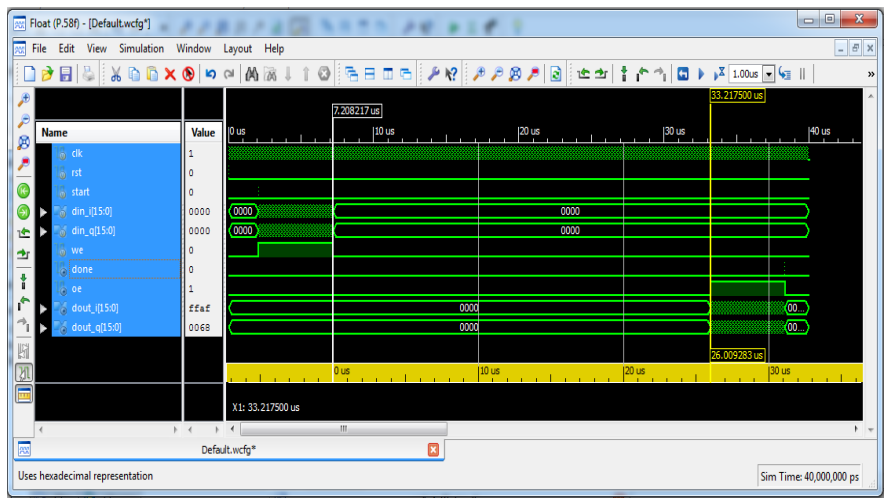 Float (P.58f) - [Default.wcfg*]
File Edit View Simulation Window Layout Help
1.00us
»
33.217500 us
7.208217 us
Name Value
0 us 10 us 20 us 30 us 40 us
clk 1
rst 0
start 0
din_i[15:0] 0000 0000 0000
din_q[15:0] 0000 0000 0000
we 0
done 0
oe 1
dout_i[15:0] ffaf 0000 00...
dout_q[15:0] 0068 0000 00...
26.009283 us
0 us 10 us 20 us 30 us
X1: 33.217500 us
Default.wcfg*
Uses hexadecimal representation
Sim Time: 40,000,000 ps